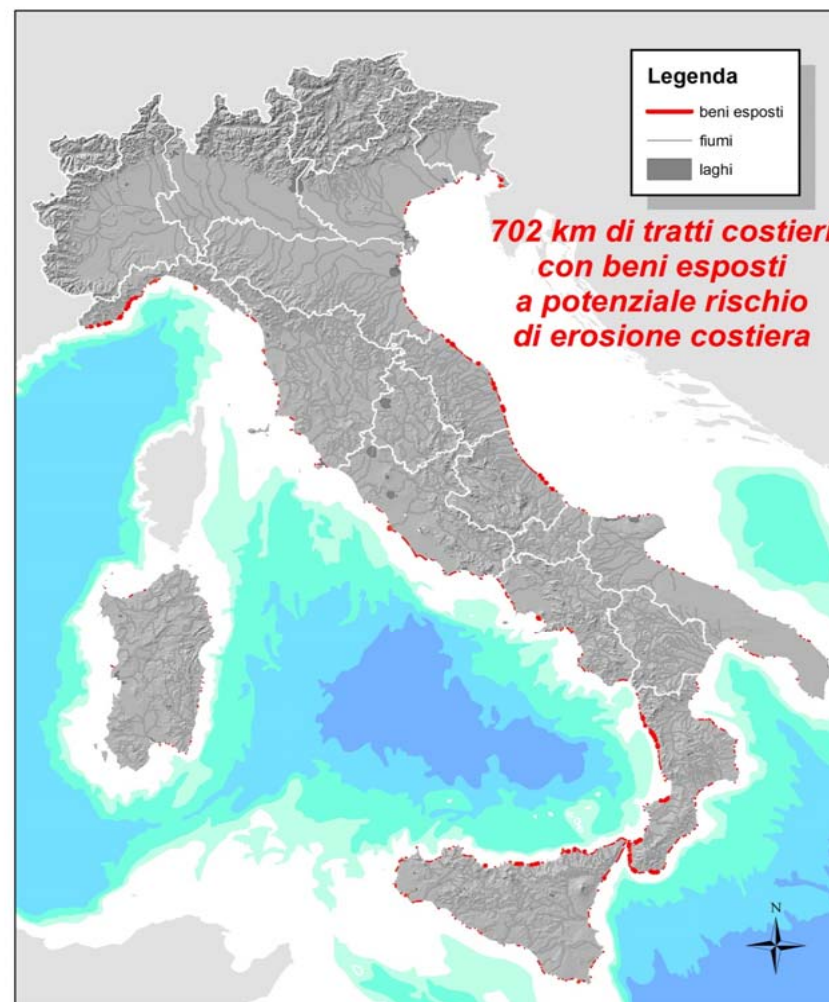 Legenda
beni esposti
fiumi
laghi
702 km di tratti costieri
con beni esposti
a potenziale rischio
di erosione costiera
N